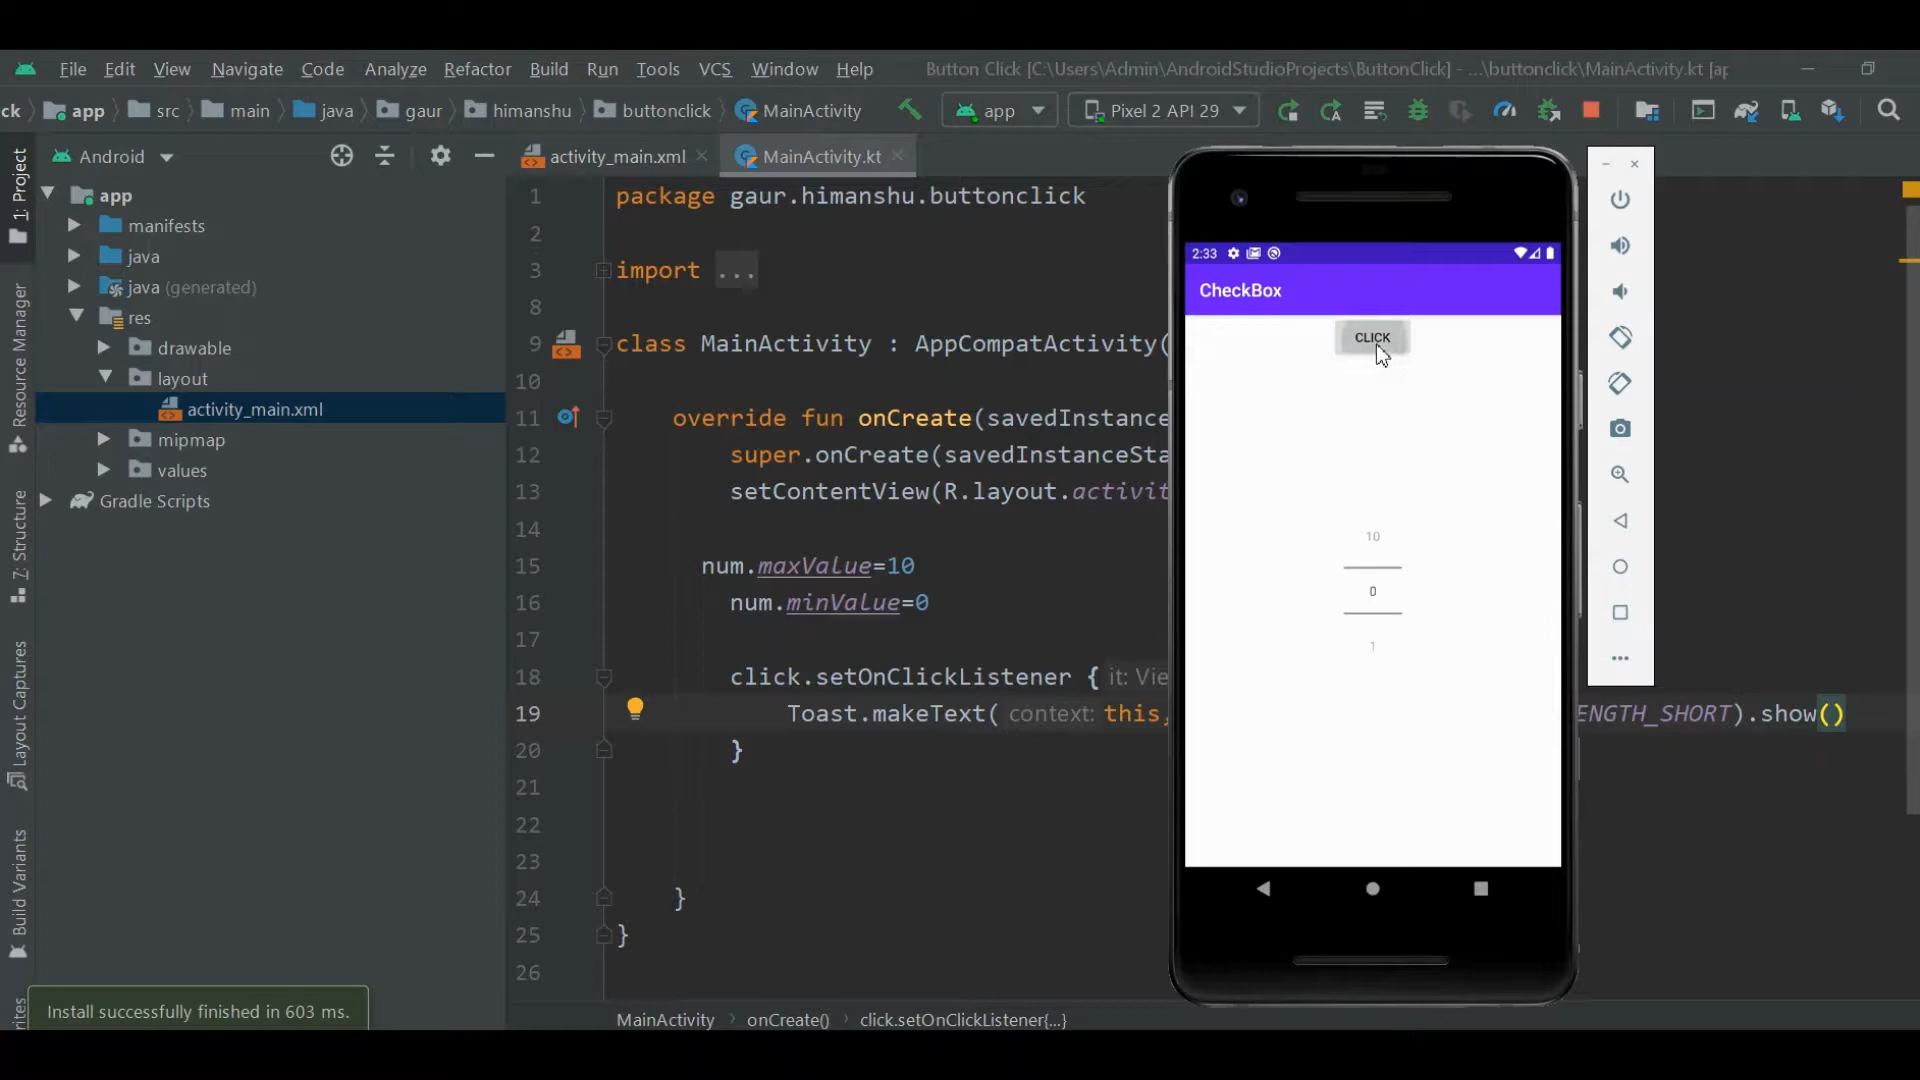 File Edit View Navigate Code Analyze Refactor Build Run Tools VCS Window Help Button Click [C:\Users\Admin\AndroidStudioProjects\ButtonClick] - ...\buttonclick\MainActivity.kt [ap
ck app src main java gaur himanshu buttonclick MainActivity app Pixel 2 API 29
Android
activity_main.xml MainActivity.kt
1: Project
Resource Manager
Z: Structure
Layout Captures
Build Variants
rites
app
manifests
java
java (generated)
res
drawable
layout
activity_main.xml
mipmap
values
Gradle Scripts
1 package gaur.himanshu.buttonclick
2
3 import ...
8
9 class MainActivity : AppCompatActivity(
10
11 override fun onCreate(savedInstance
12 super.onCreate(savedInstanceSta
13 setContentView(R.layout.activit
14
15 num.maxValue=10
16 num.minValue=0
17
18 click.setOnClickListener { it: Vie
19 Toast.makeText( context: this, ENGTH_SHORT).show()
20 }
21
22
23
24 }
25 }
26
2:33
CheckBox
CLICK
10
0
1
Install successfully finished in 603 ms.
MainActivity onCreate() click.setOnClickListener{...}